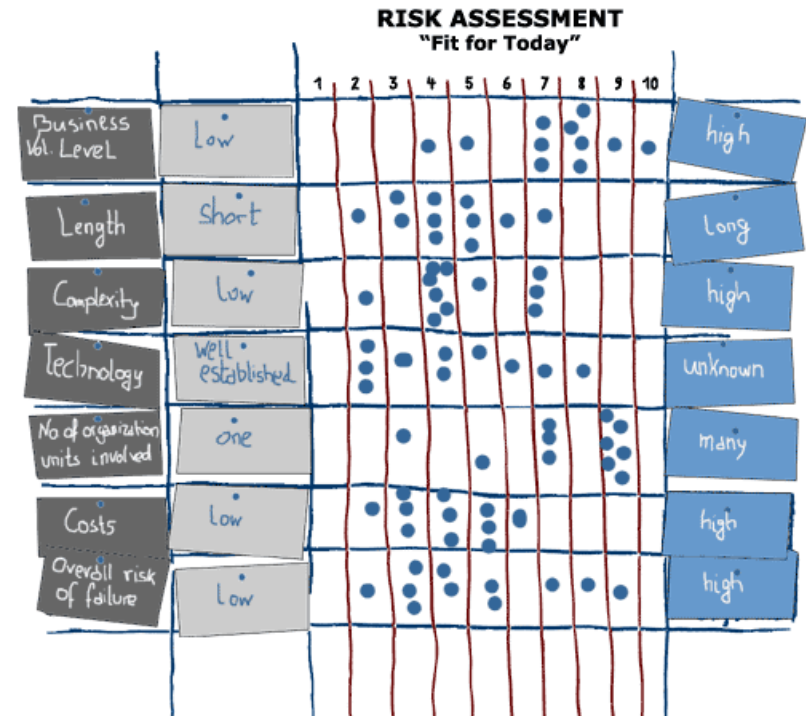 RISK ASSESSMENT
“Fit for Today”
1 2 3 4 5 6 7 8 9 10
Business
Vol. Level
low
high
Length
short
Long
Complexity
low
high
Technology
well
established
unknown
No of organization
units involved
one
many
Costs
low
high
Overall risk
of failure
low
high